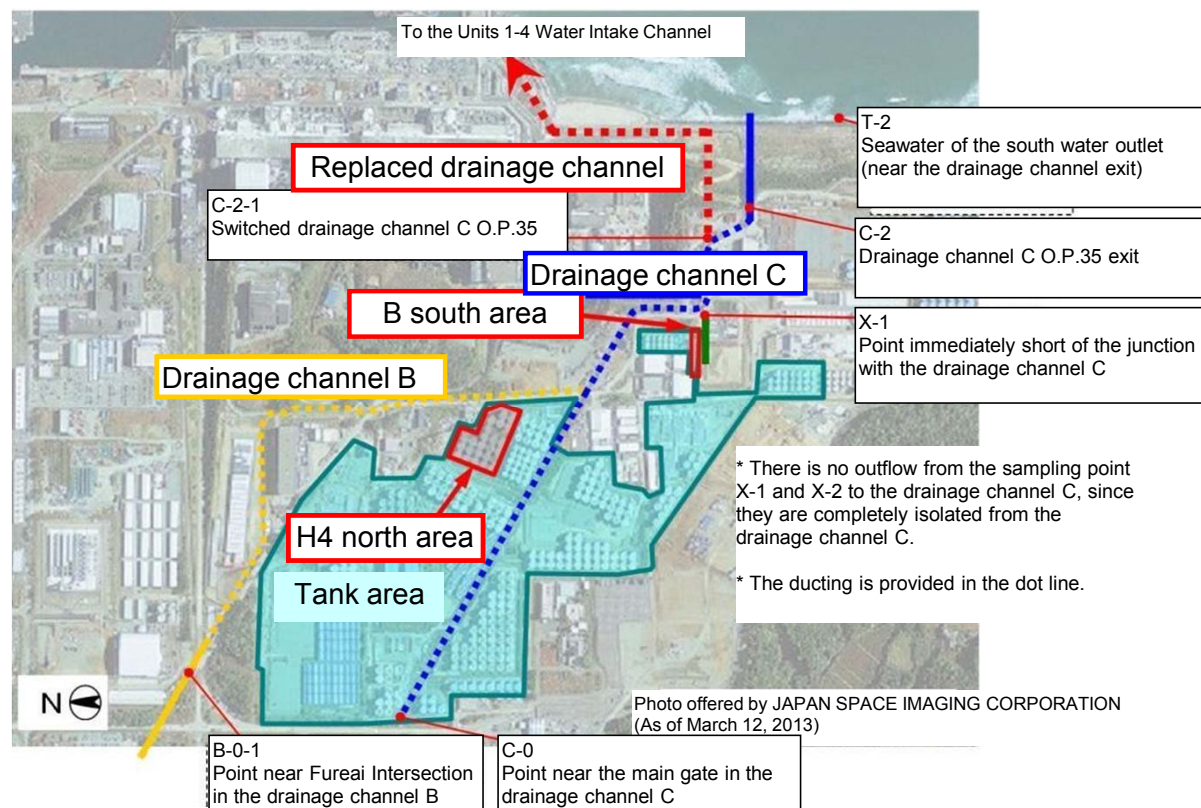 To the Units 1-4 Water Intake Channel
T-2
Seawater of the south water outlet
(near the drainage channel exit)
Replaced drainage channel
C-2-1
Switched drainage channel C O.P.35
C-2
Drainage channel C O.P.35 exit
Drainage channel C
B south area
X-1
Point immediately short of the junction
with the drainage channel C
Drainage channel B
* There is no outflow from the sampling point
X-1 and X-2 to the drainage channel C, since
they are completely isolated from the
drainage channel C.
* The ducting is provided in the dot line.
H4 north area
Tank area
N
Photo offered by JAPAN SPACE IMAGING CORPORATION
(As of March 12, 2013)
B-0-1
Point near Fureai Intersection
in the drainage channel B
C-0
Point near the main gate in the
drainage channel C